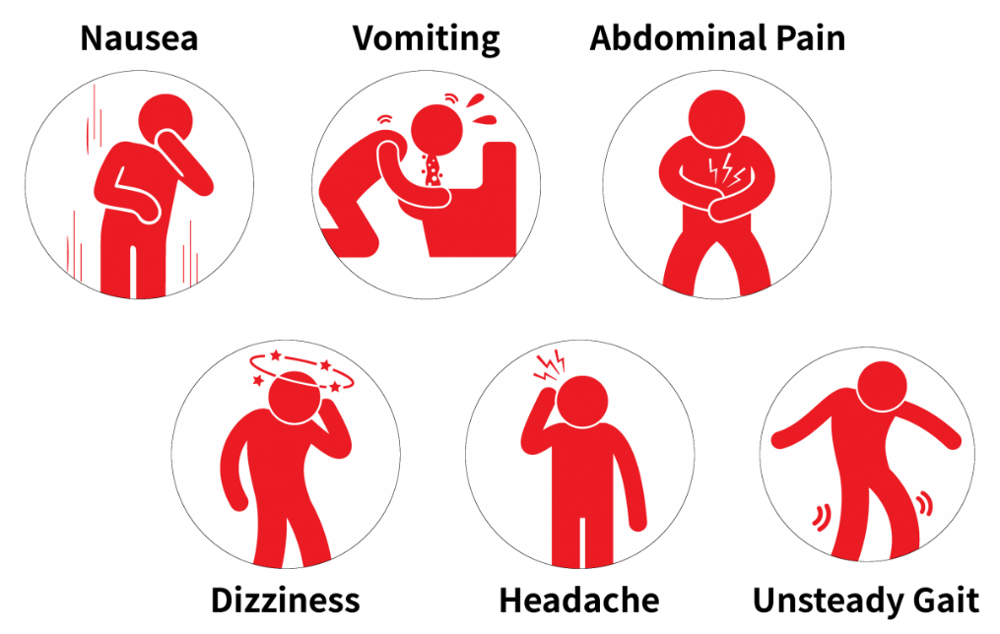 Nausea
Vomiting
Abdominal Pain
Dizziness
Headache
Unsteady Gait